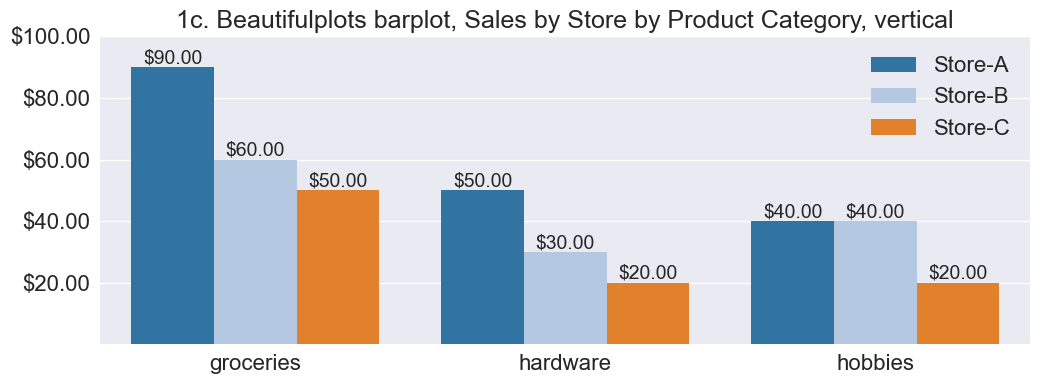 1c. Beautifulplots barplot, Sales by Store by Product Category, vertical
$100.00
$80.00
$60.00
$40.00
$20.00
$90.00
$60.00
$50.00
$50.00
$30.00
$20.00
$40.00
$40.00
$20.00
Store-A
Store-B
Store-C
groceries
hardware
hobbies